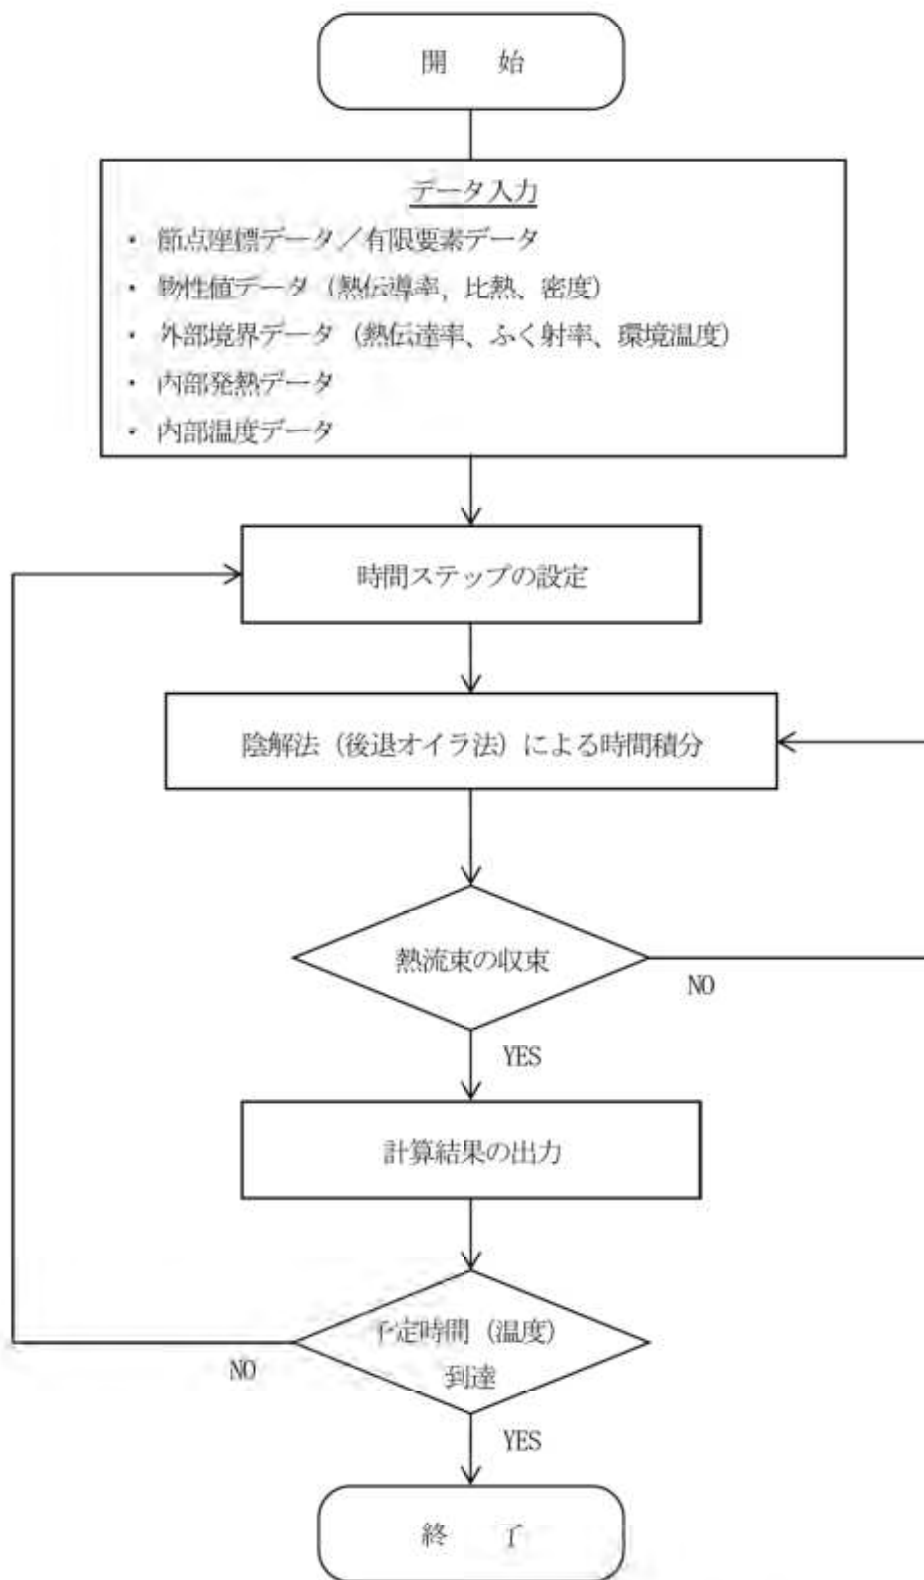 開　始
データ入力
・ 節点座標データ／有限要素データ
・ 物性値データ（熱伝導率, 比熱、密度）
・ 外部境界データ（熱伝達率、ふく射率、環境温度）
・ 内部発熱データ
・ 内部温度データ
時間ステップの設定
陰解法（後退オイラ法）による時間積分
熱流束の収束
NO
YES
計算結果の出力
予定時間（温度）
到達
NO
YES
終　了